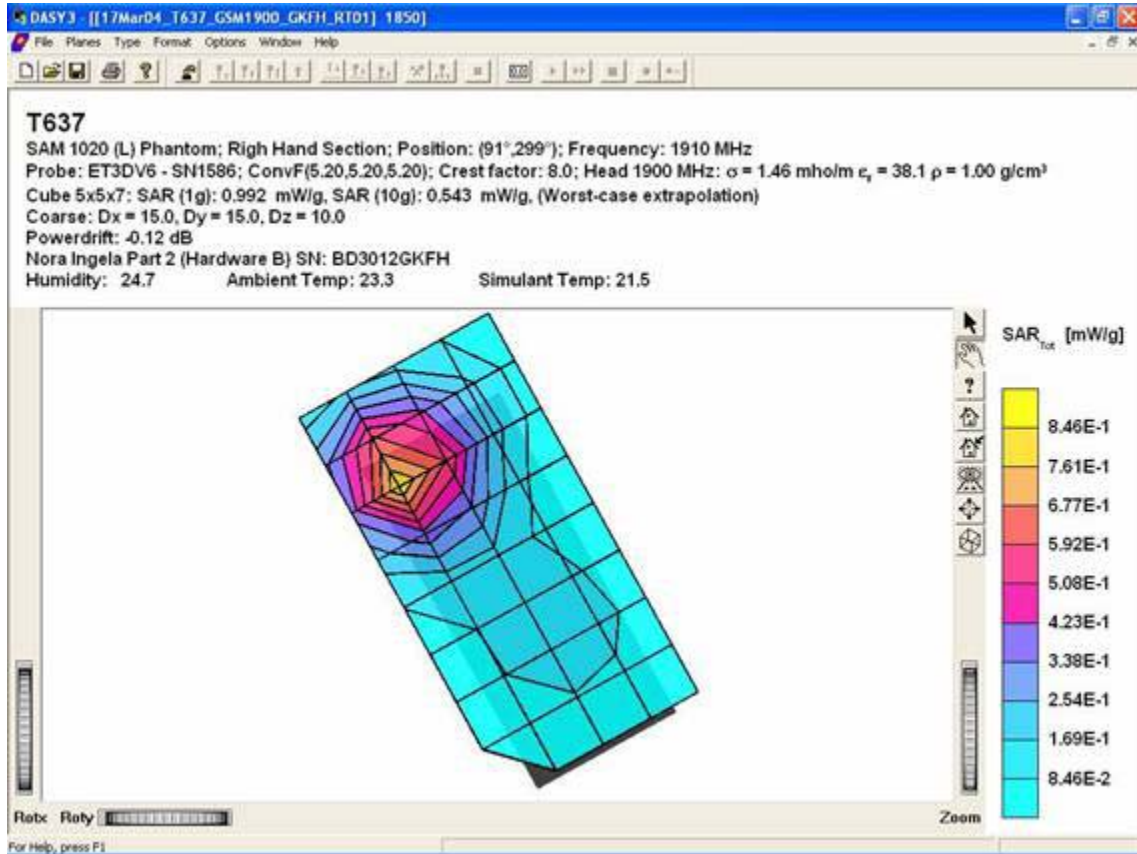 DASY3 - [[17Mar04_T637_GSM1900_GKFH_RT01] 1850]
File Planes Type Format Options Window Help
T637
SAM 1020 (L) Phantom; Righ Hand Section; Position: (91°,299°); Frequency: 1910 MHz
Probe: ET3DV6 - SN1586; ConvF(5.20,5.20,5.20); Crest factor: 8.0; Head 1900 MHz: σ = 1.46 mho/m εr = 38.1 ρ = 1.00 g/cm³
Cube 5x5x7: SAR (1g): 0.992 mW/g, SAR (10g): 0.543 mW/g, (Worst-case extrapolation)
Coarse: Dx = 15.0, Dy = 15.0, Dz = 10.0
Powerdrift: -0.12 dB
Nora Ingela Part 2 (Hardware B) SN: BD3012GKFH
Humidity: 24.7 Ambient Temp: 23.3 Simulant Temp: 21.5
SAR Tot [mW/g]
8.46E-1
7.61E-1
6.77E-1
5.92E-1
5.08E-1
4.23E-1
3.38E-1
2.54E-1
1.69E-1
8.46E-2
Rotx Roty Zoom
For Help, press F1